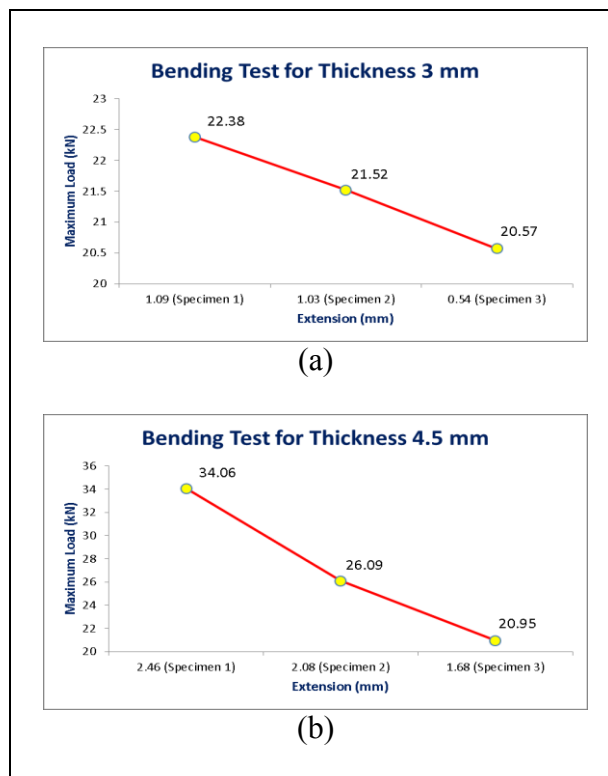 Bending Test for Thickness 3 mm
23
22.5
22
21.5
21
20.5
20
Maximum Load (kN)
22.38
21.52
20.57
1.09 (Specimen 1)
1.03 (Specimen 2)
0.54 (Specimen 3)
Extension (mm)
(a)
Bending Test for Thickness 4.5 mm
36
34
32
30
28
26
24
22
20
Maximum Load (kN)
34.06
26.09
20.95
2.46 (Specimen 1)
2.08 (Specimen 2)
1.68 (Specimen 3)
Extension (mm)
(b)